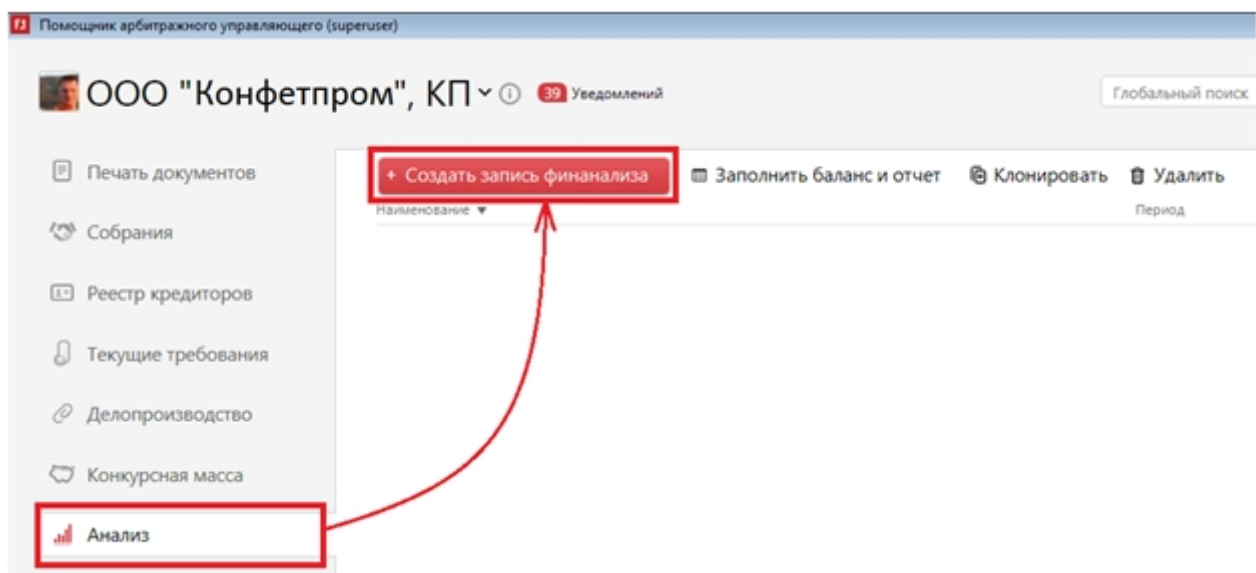 Помощник арбитражного управляющего (superuser)
ООО "Конфетпром", КП 39 Уведомлений
Глобальный поиск
Печать документов
+ Создать запись финанализа Заполнить баланс и отчет Клонировать Удалить
Наименование Период
Собрания
Реестр кредиторов
Текущие требования
Делопроизводство
Конкурсная масса
Анализ